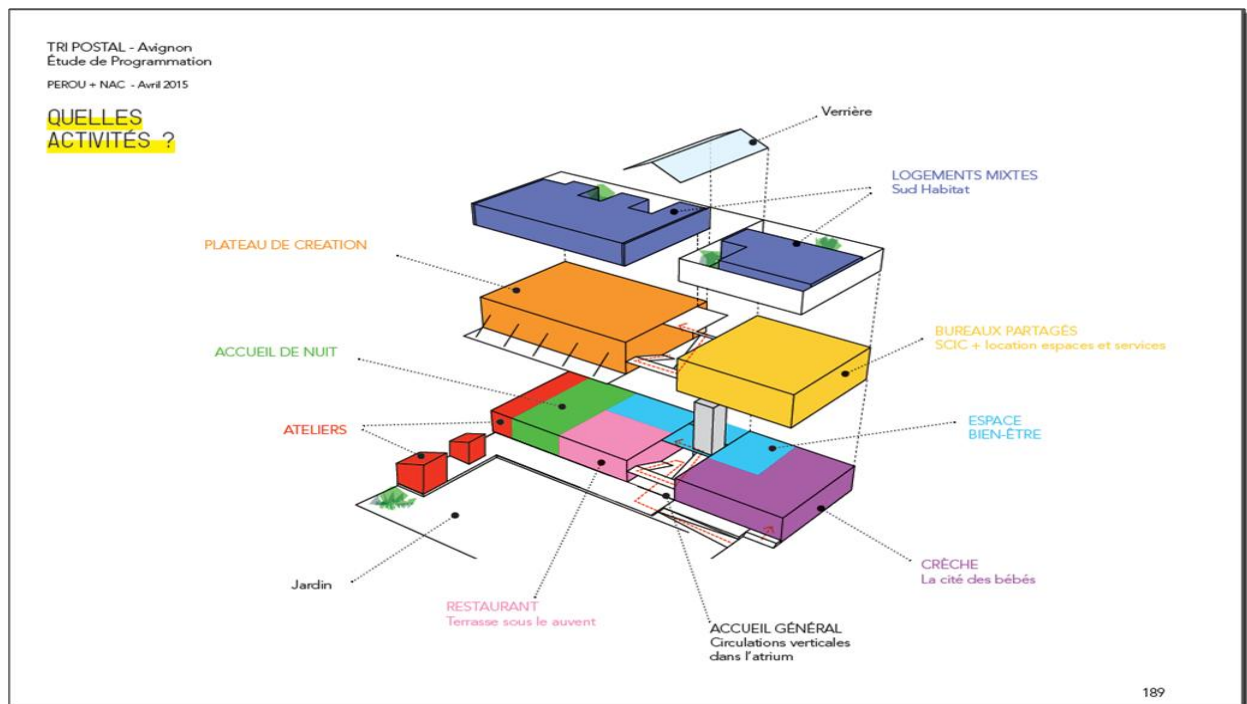 TRI POSTAL - Avignon
Étude de Programmation
PEROU + NAC - Avril 2015
QUELLES
ACTIVITÉS ?
Verrière
LOGEMENTS MIXTES
Sud Habitat
PLATEAU DE CREATION
BUREAUX PARTAGÉS
SCIC + location espaces et services
ACCUEIL DE NUIT
ESPACE
BIEN-ÊTRE
ATELIERS
CRÊCHE
La cité des bébés
Jardin
RESTAURANT
Terrasse sous le auvent
ACCUEIL GÉNÉRAL
Circulations verticales
dans l'atrium
189